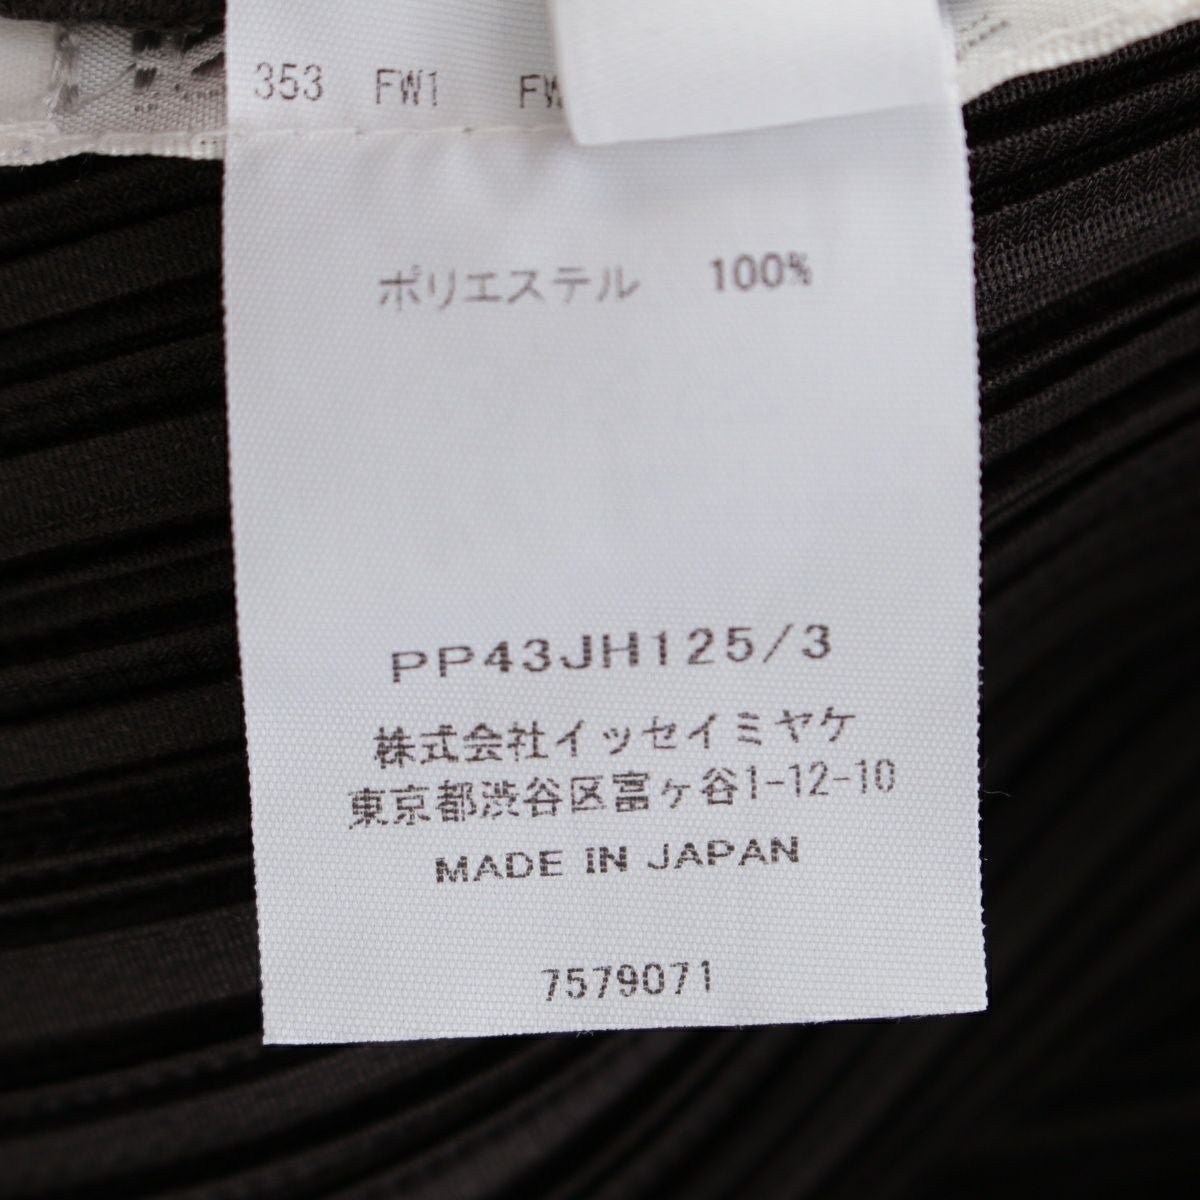 353 FW1 FW
ポリエステル 100%
PP43JH125/3
株式会社イッセイミヤケ
東京都渋谷区富ヶ谷1-12-10
MADE IN JAPAN
7579071